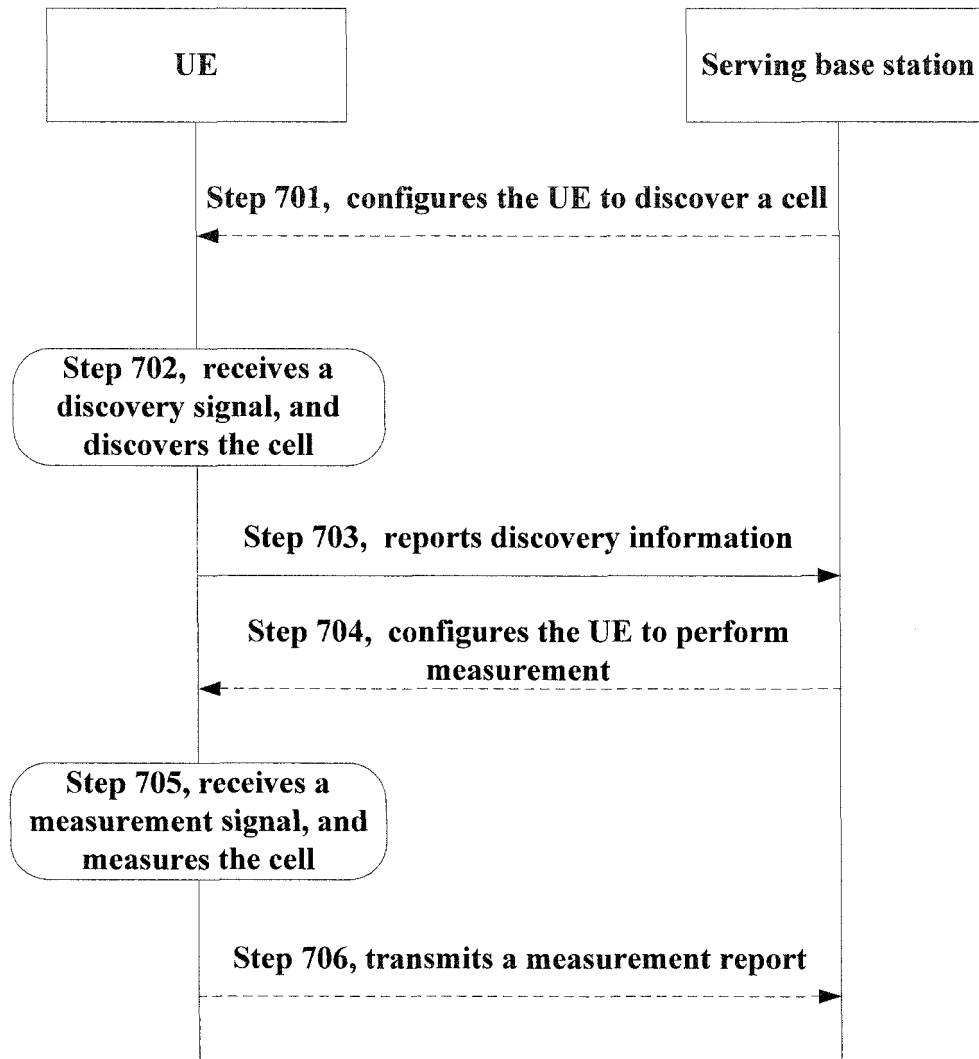 UE
Serving base station
Step 701, configures the UE to discover a cell
Step 702, receives a
discovery signal, and
discovers the cell
Step 703, reports discovery information
Step 704, configures the UE to perform
measurement
Step 705, receives a
measurement signal, and
measures the cell
Step 706, transmits a measurement report